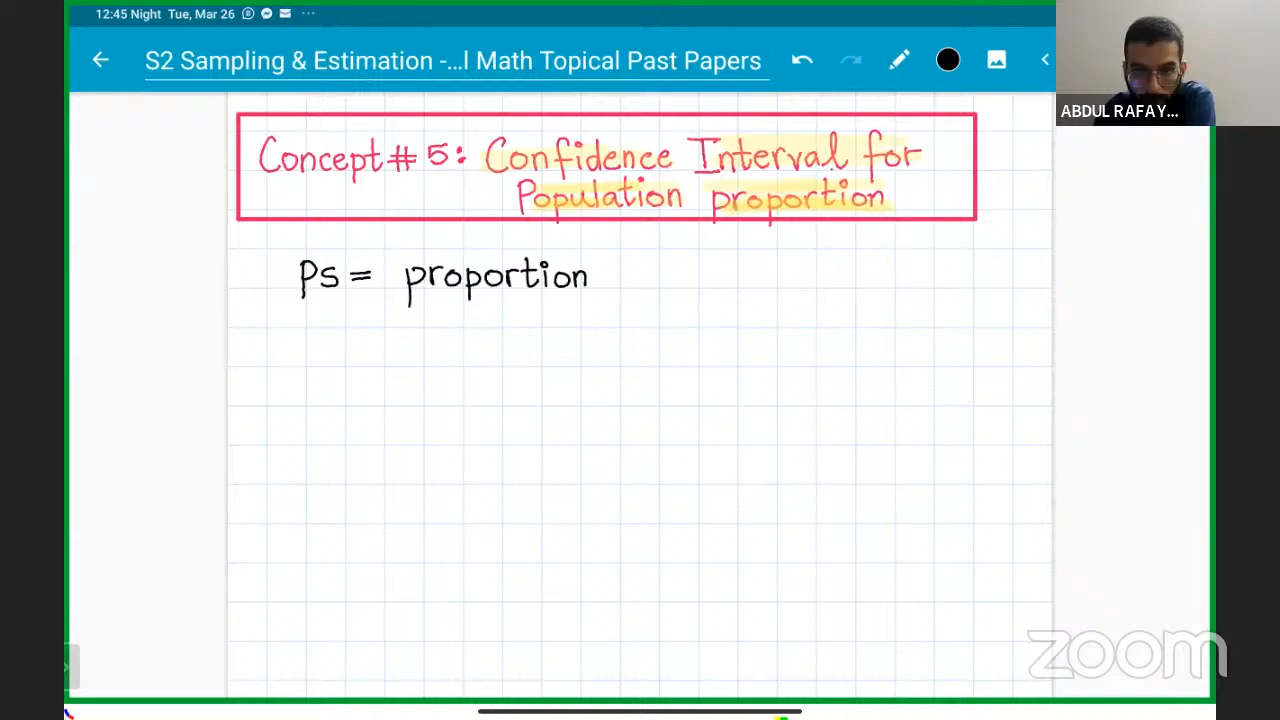 12:45 Night Tue, Mar 26 ···
S2 Sampling & Estimation -...l Math Topical Past Papers
ABDUL RAFAY...
Concept # 5: Confidence Interval for
Population proportion
Ps = proportion
zoom